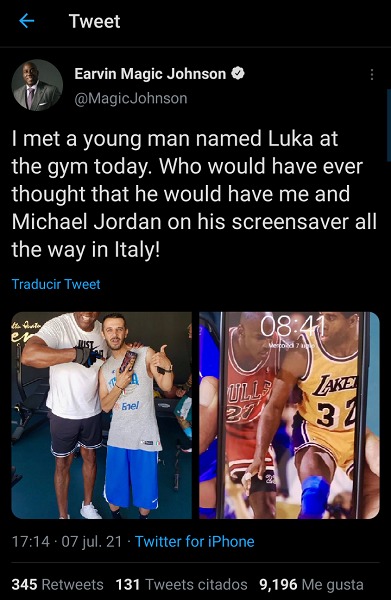 Tweet
Earvin Magic Johnson
@MagicJohnson
I met a young man named Luka at
the gym today. Who would have ever
thought that he would have me and
Michael Jordan on his screensaver all
the way in Italy!
Traducir Tweet
JUST
Enel
08:41
BULLS
LAKE
32
17:14 · 07 jul. 21 · Twitter for iPhone
345 Retweets 131 Tweets citados 9,196 Me gusta